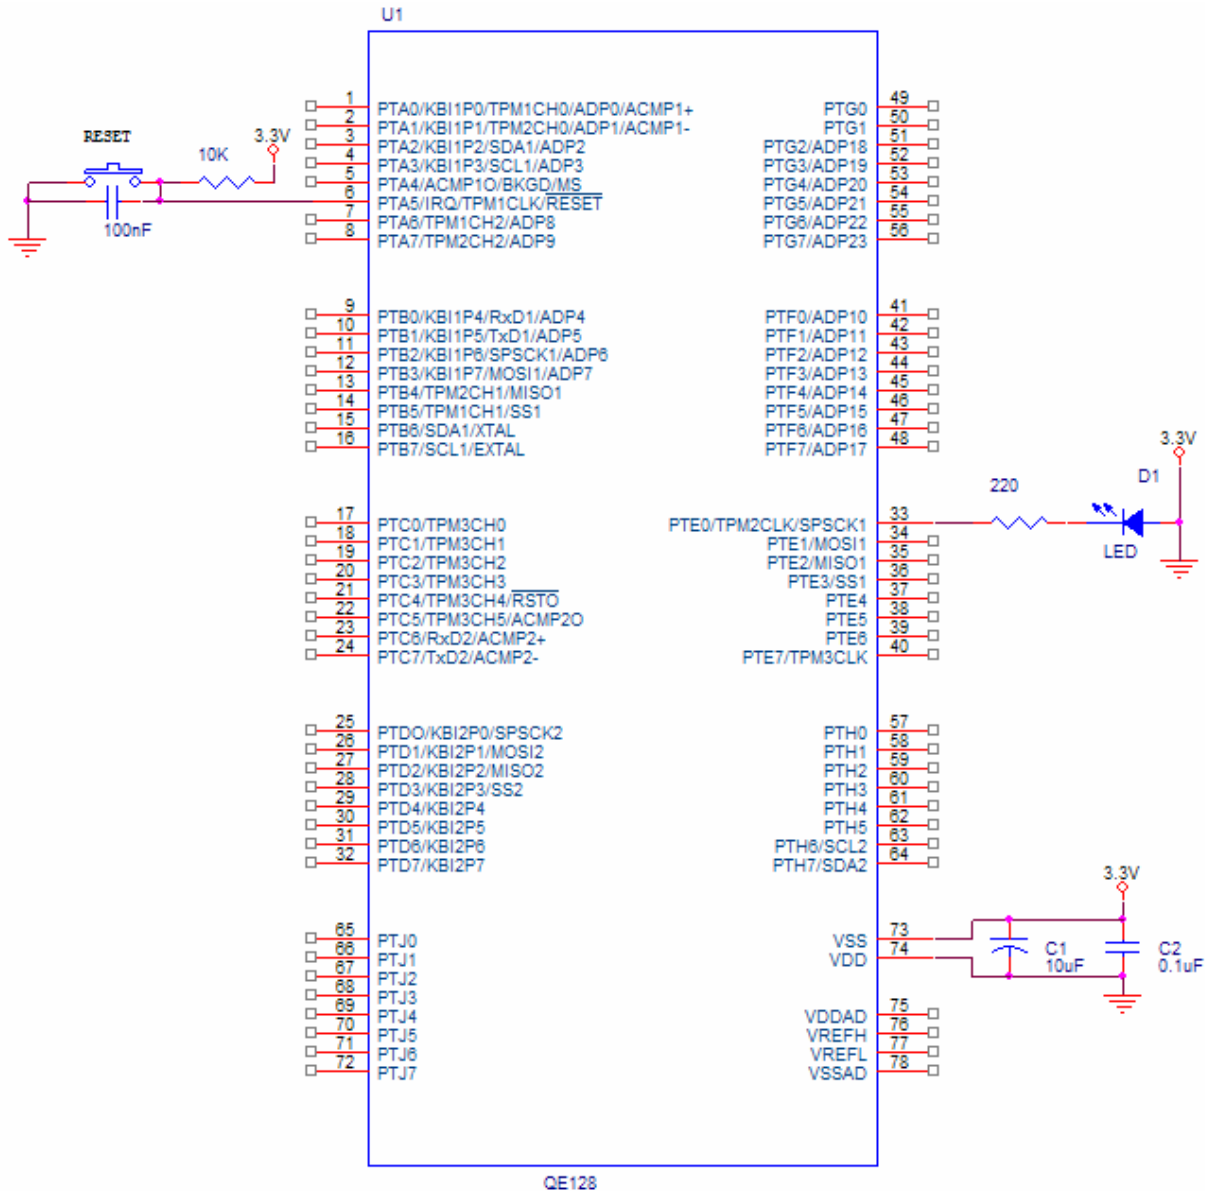 U1
1 PTA0/KBI1P0/TPM1CH0/ADP0/ACMP1+
2 PTA1/KBI1P1/TPM2CH0/ADP1/ACMP1-
3 PTA2/KBI1P2/SDA1/ADP2
4 PTA3/KBI1P3/SCL1/ADP3
5 PTA4/ACMP1O/BKGD/MS
6 PTA5/IRQ/TPM1CLK/RESET
7 PTA6/TPM1CH2/ADP8
8 PTA7/TPM2CH2/ADP9
RESET
10K
3.3V
100nF
PTG0 49
PTG1 50
PTG2/ADP18 51
PTG3/ADP19 52
PTG4/ADP20 53
PTG5/ADP21 54
PTG6/ADP22 55
PTG7/ADP23 56
9 PTB0/KBI1P4/RxD1/ADP4
10 PTB1/KBI1P5/TxD1/ADP5
11 PTB2/KBI1P6/SPSCK1/ADP6
12 PTB3/KBI1P7/MOSI1/ADP7
13 PTB4/TPM2CH1/MISO1
14 PTB5/TPM1CH1/SS1
15 PTB6/SDA1/XTAL
16 PTB7/SCL1/EXTAL
PTF0/ADP10 41
PTF1/ADP11 42
PTF2/ADP12 43
PTF3/ADP13 44
PTF4/ADP14 45
PTF5/ADP15 46
PTF6/ADP16 47
PTF7/ADP17 48
17 PTC0/TPM3CH0
18 PTC1/TPM3CH1
19 PTC2/TPM3CH2
20 PTC3/TPM3CH3
21 PTC4/TPM3CH4/RSTO
22 PTC5/TPM3CH5/ACMP2O
23 PTC6/RxD2/ACMP2+
24 PTC7/TxD2/ACMP2-
PTE0/TPM2CLK/SPSCK1 33
PTE1/MOSI1 34
PTE2/MISO1 35
PTE3/SS1 36
PTE4 37
PTE5 38
PTE6 39
PTE7/TPM3CLK 40
220
3.3V
D1
LED
25 PTDO/KBI2P0/SPSCK2
26 PTD1/KBI2P1/MOSI2
27 PTD2/KBI2P2/MISO2
28 PTD3/KBI2P3/SS2
29 PTD4/KBI2P4
30 PTD5/KBI2P5
31 PTD6/KBI2P6
32 PTD7/KBI2P7
PTH0 57
PTH1 58
PTH2 59
PTH3 60
PTH4 61
PTH5 62
PTH6/SCL2 63
PTH7/SDA2 64
65 PTJ0
66 PTJ1
67 PTJ2
68 PTJ3
69 PTJ4
70 PTJ5
71 PTJ6
72 PTJ7
VSS 73
VDD 74
3.3V
C1
10uF
C2
0.1uF
VDDAD 75
VREFH 76
VREFL 77
VSSAD 78
QE128